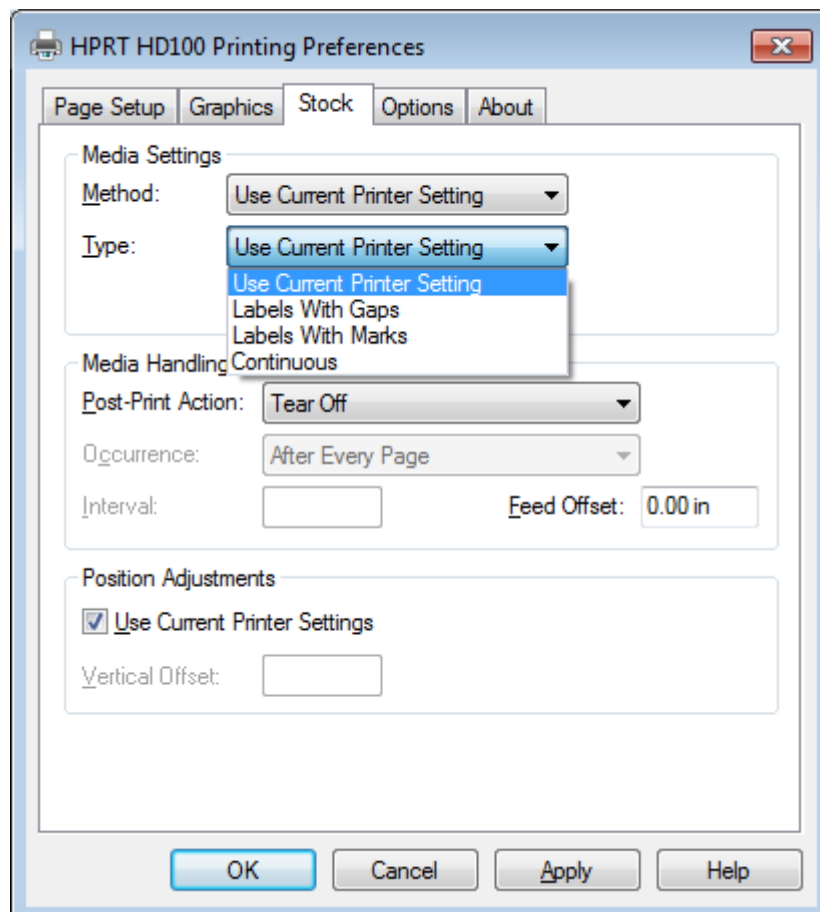 HPRT HD100 Printing Preferences
Page Setup Graphics Stock Options About
Media Settings
Method: Use Current Printer Setting
Type: Use Current Printer Setting
Use Current Printer Setting
Labels With Gaps
Labels With Marks
Continuous
Media Handling
Post-Print Action: Tear Off
Occurrence: After Every Page
Interval: Feed Offset: 0.00 in
Position Adjustments
Use Current Printer Settings
Vertical Offset:
OK Cancel Apply Help